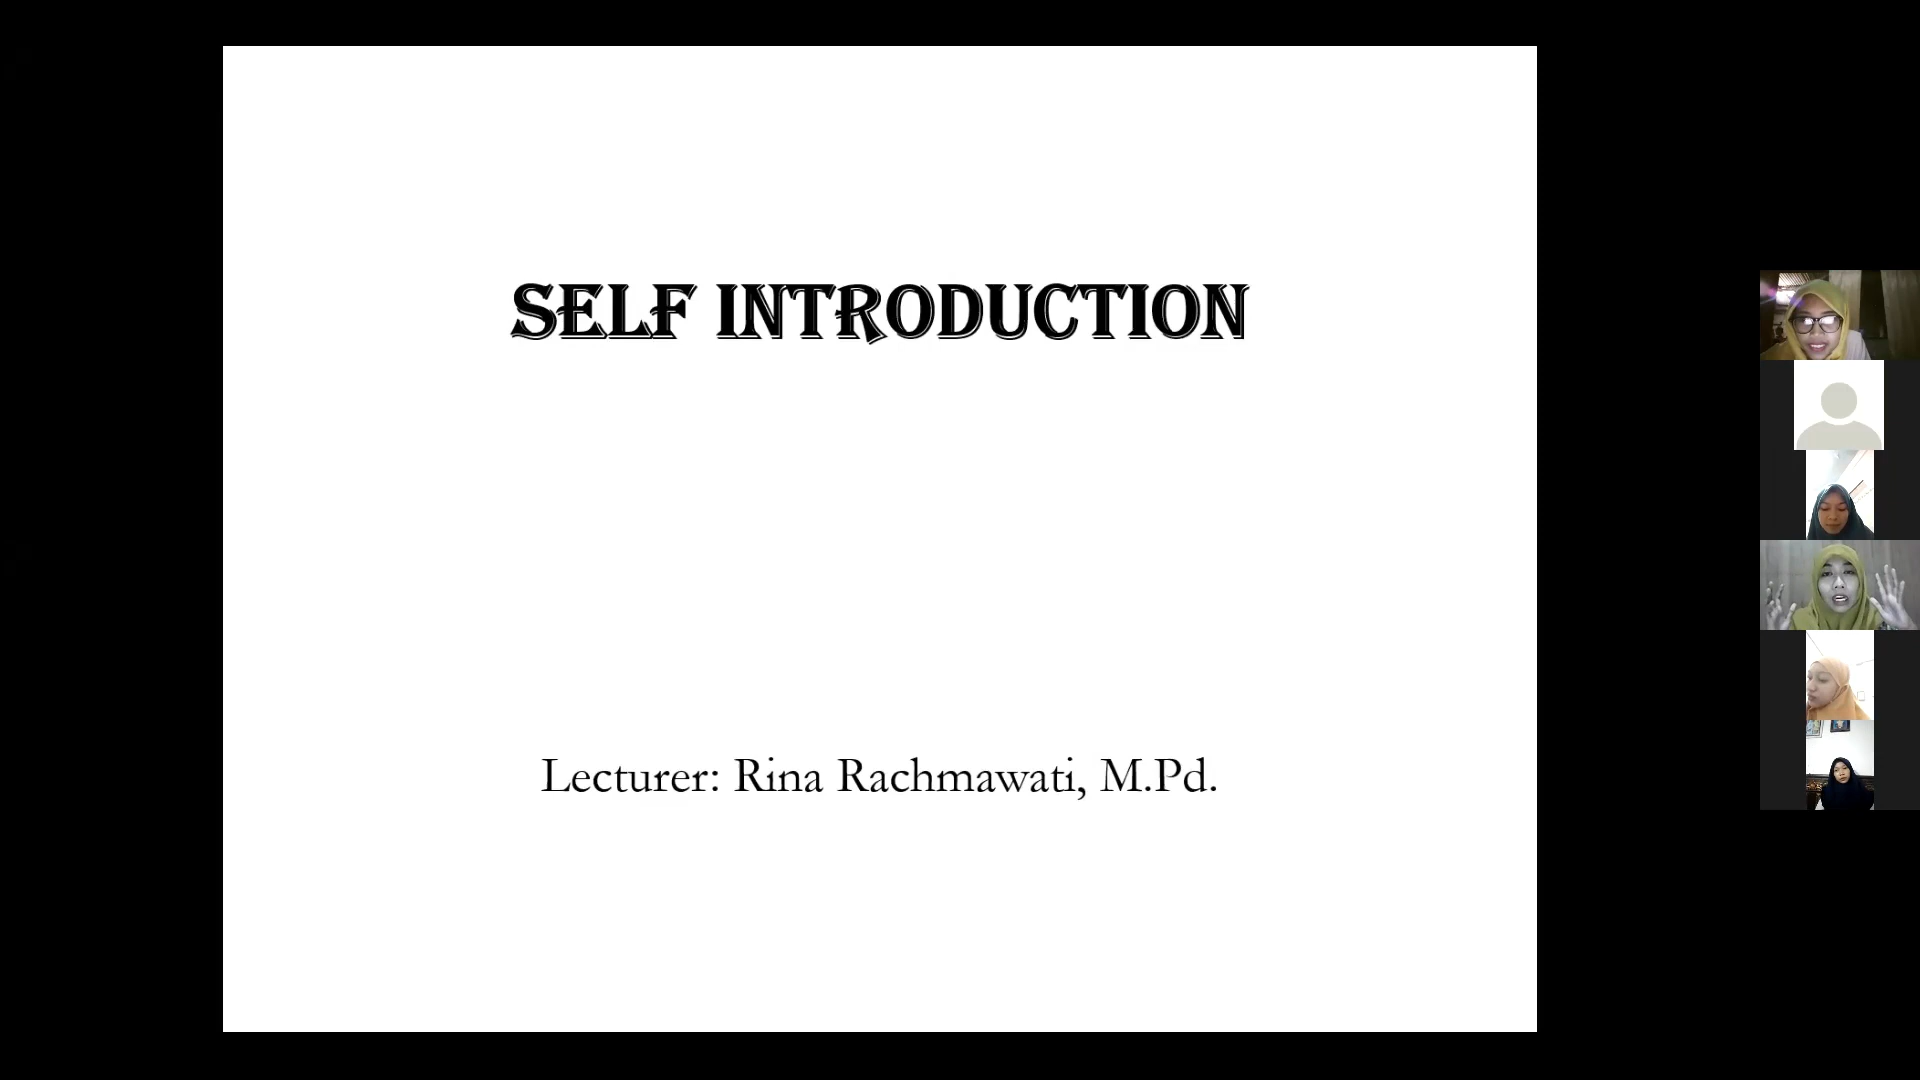 SELF INTRODUCTION
Lecturer: Rina Rachmawati, M.Pd.